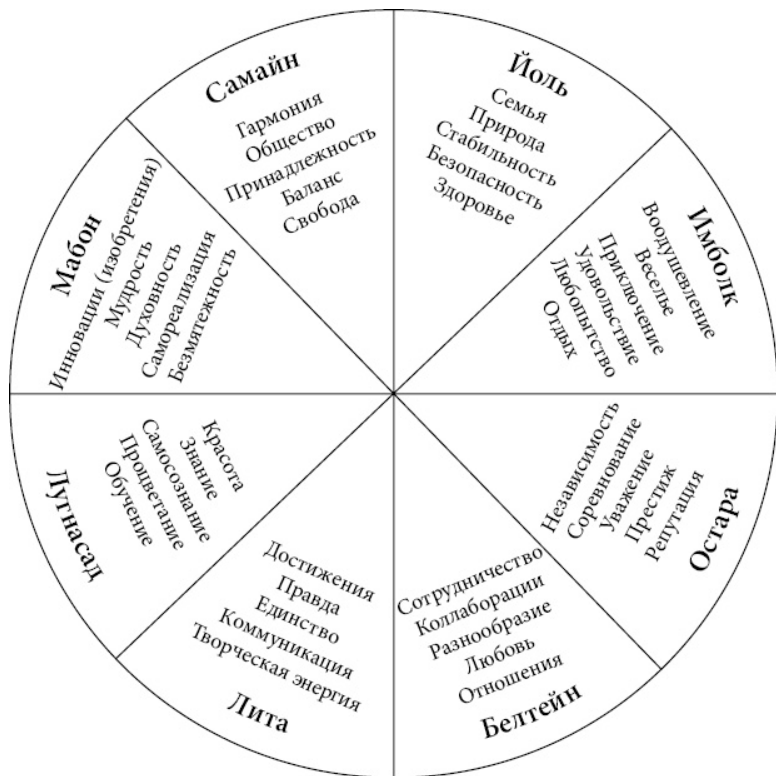 Самайн
Гармония
Общество
Принадлежность
Баланс
Свобода
Йоль
Семья
Природа
Стабильность
Безопасность
Здоровье
Имболк
Воодушевление
Веселье
Приключение
Удовольствие
Любопытство
Отдых
Остара
Независимость
Соревнование
Уважение
Престиж
Репутация
Сотрудничество
Коллаборации
Разнообразие
Любовь
Отношения
Белтейн
Достижения
Правда
Единство
Коммуникация
Творческая энергия
Лита
Красота
Знание
Самосознание
Процветание
Обучение
Лугнасад
Мабон
Инновации (изобретения)
Мудрость
Духовность
Самореализация
Безмятежность